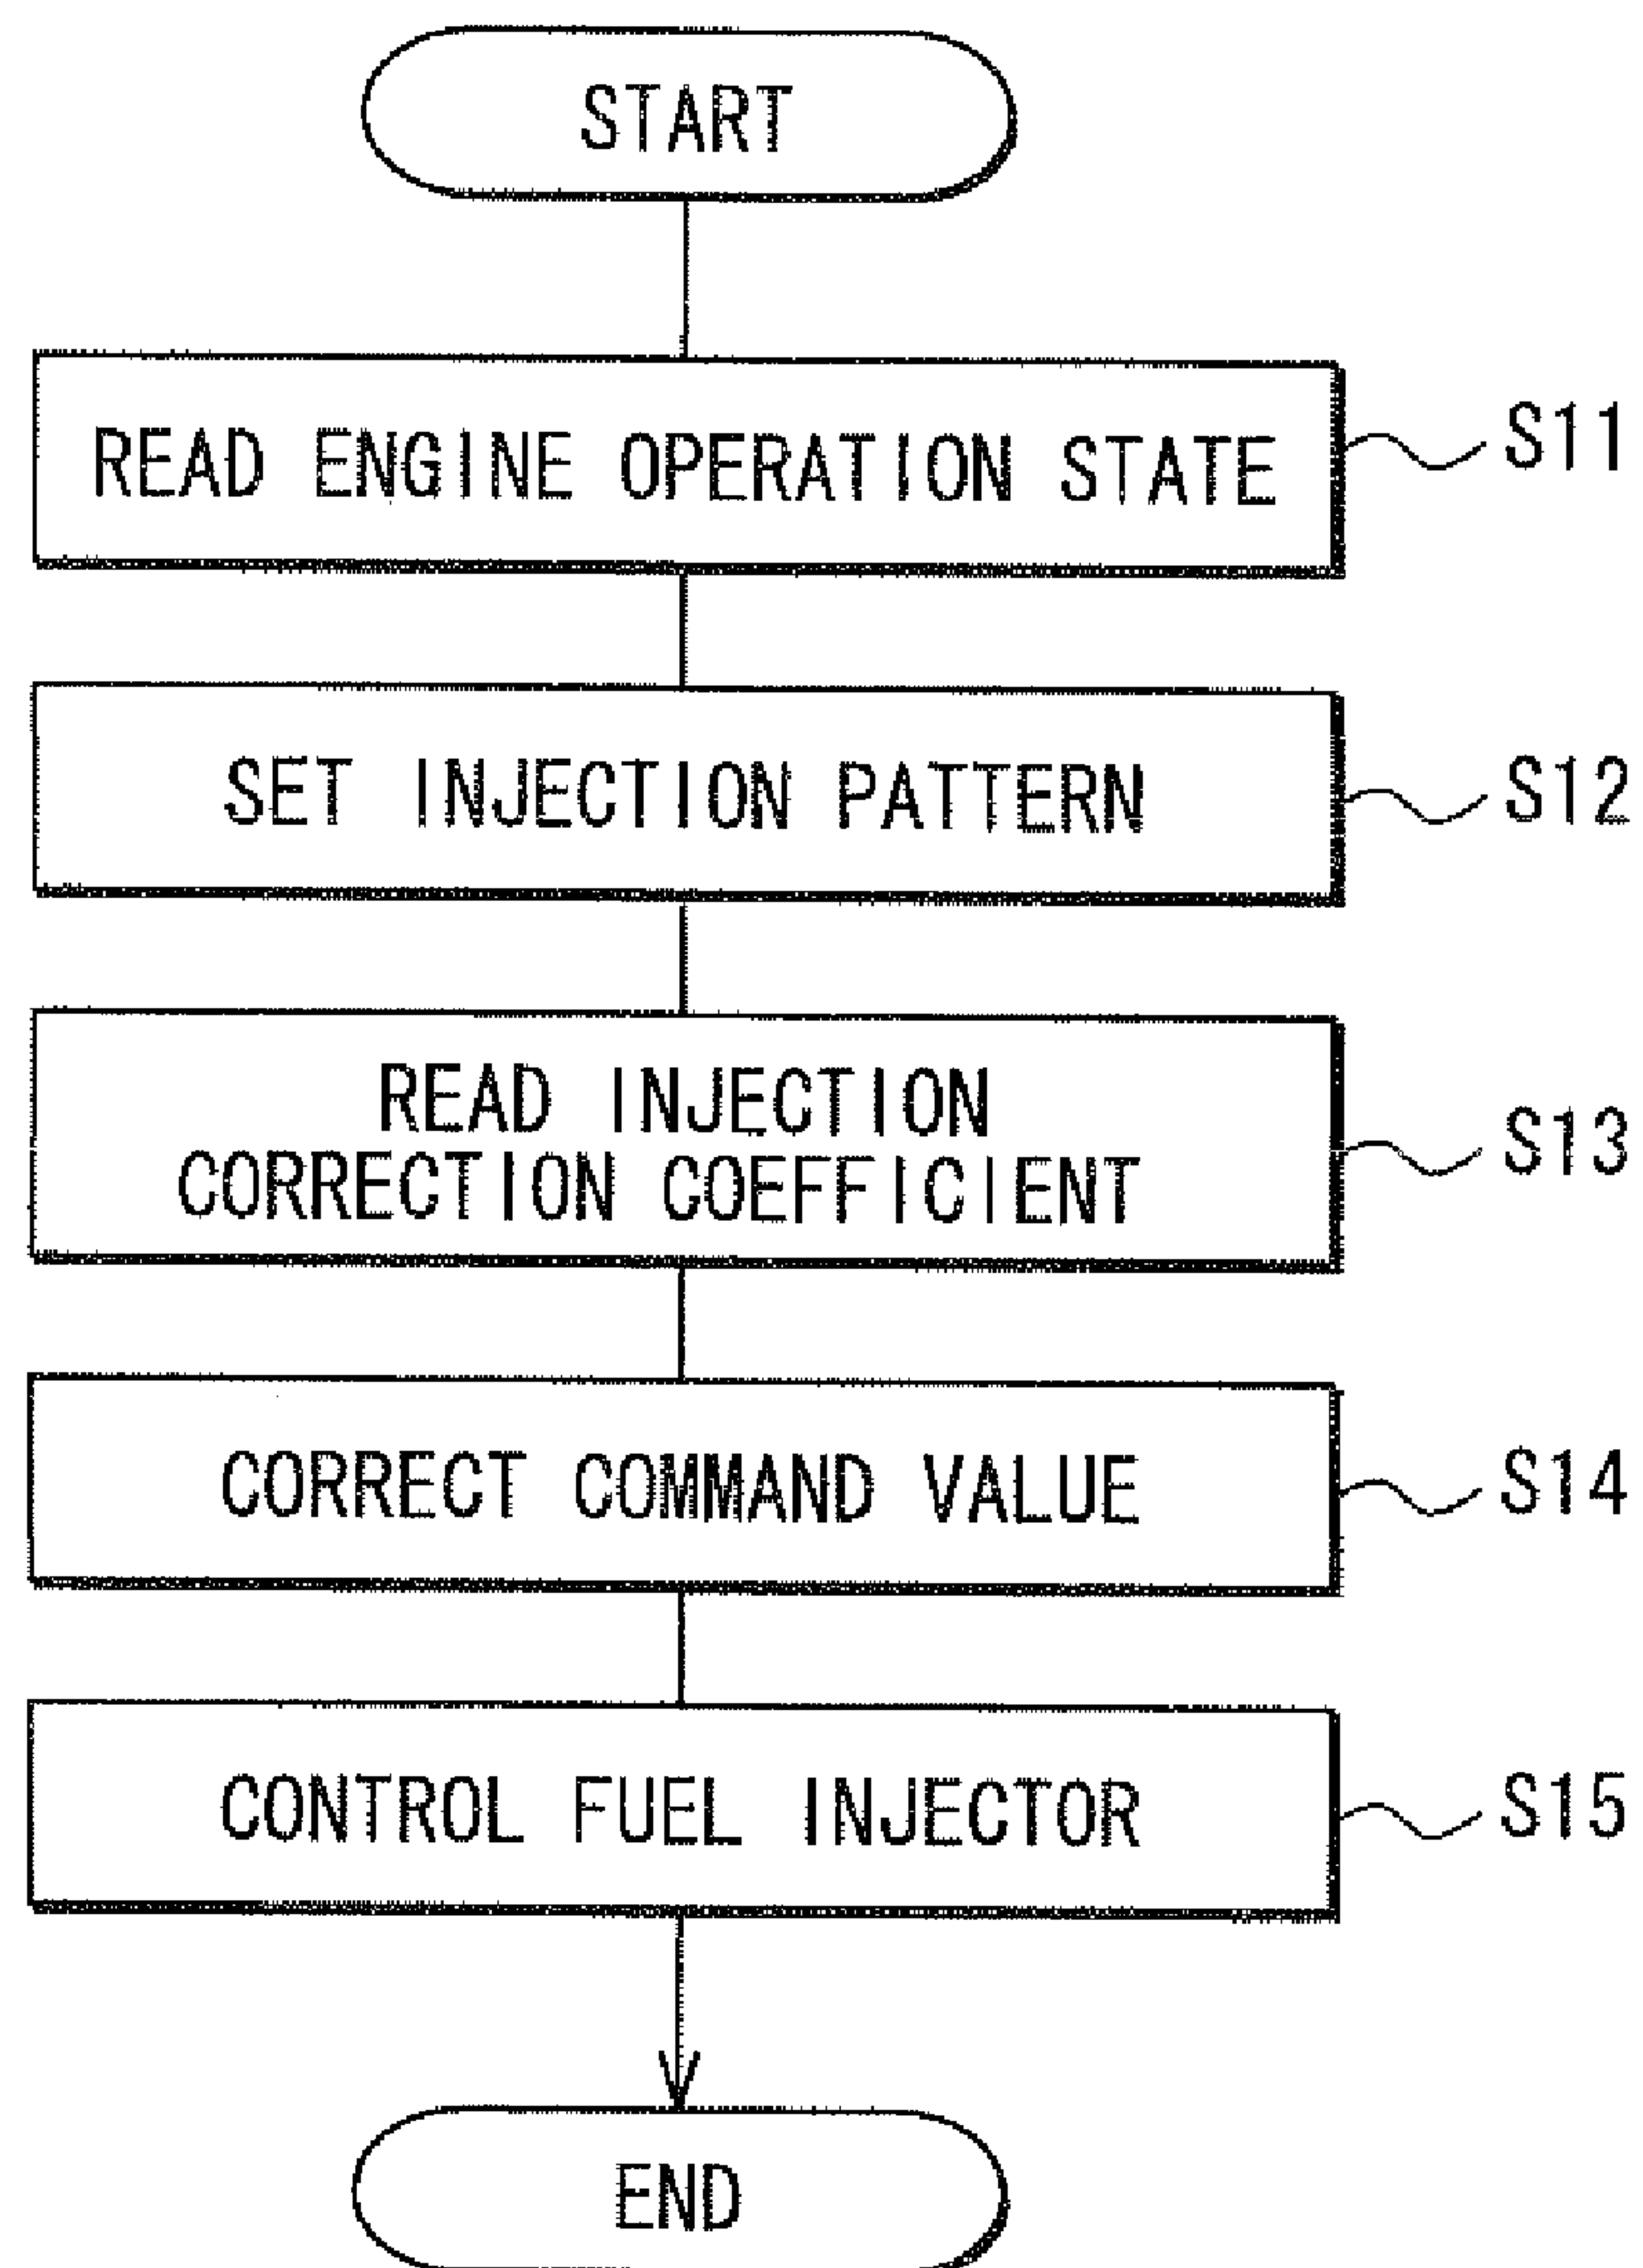 START
READ ENGINE OPERATION STATE
S11
SET INJECTION PATTERN
S12
READ INJECTION
CORRECTION COEFFICIENT
S13
CORRECT COMMAND VALUE
S14
CONTROL FUEL INJECTOR
S15
END